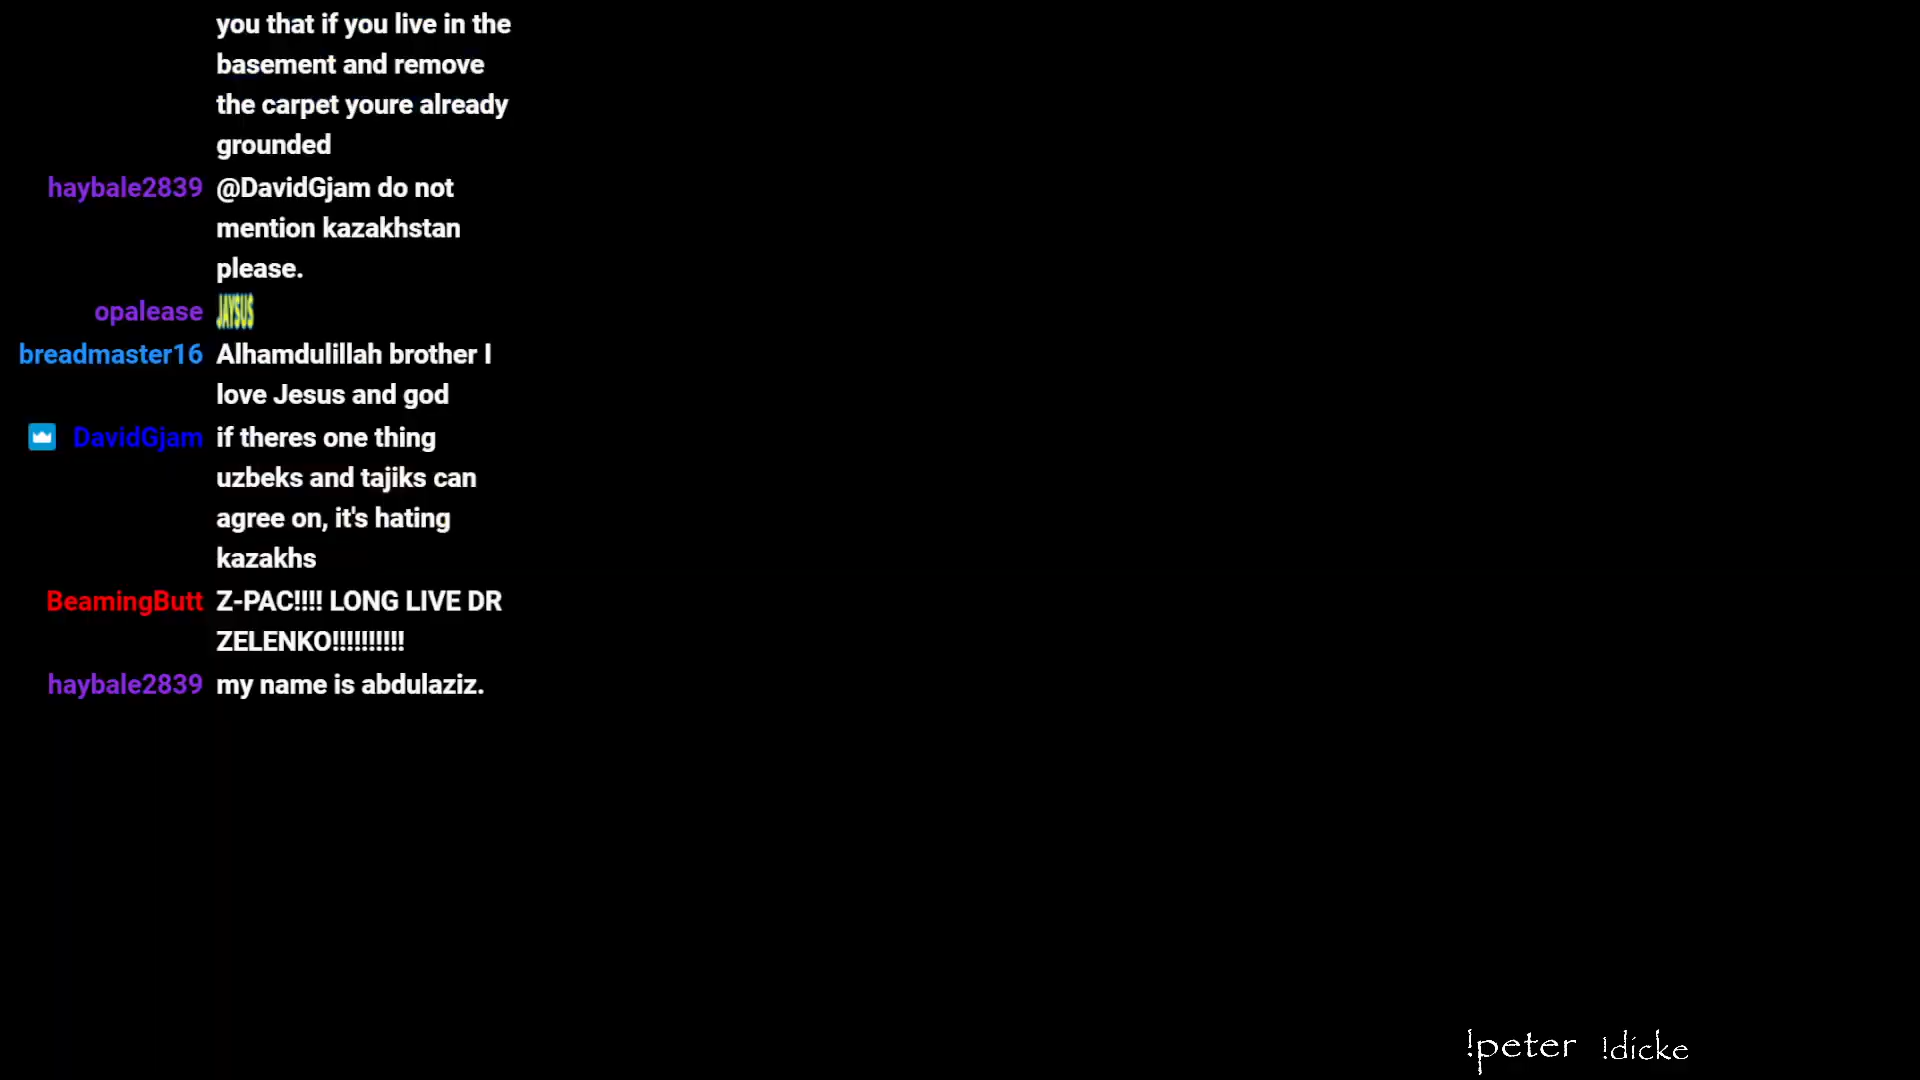 you that if you live in the
basement and remove
the carpet youre already
grounded
haybale2839 @DavidGjam do not
mention kazakhstan
please.
opalease JAYSUS
breadmaster16 Alhamdulillah brother I
love Jesus and god
DavidGjam if theres one thing
uzbeks and tajiks can
agree on, it's hating
kazakhs
BeamingButt Z-PAC!!!! LONG LIVE DR
ZELENKO!!!!!!!!!!
haybale2839 my name is abdulaziz.
!peter !dicke